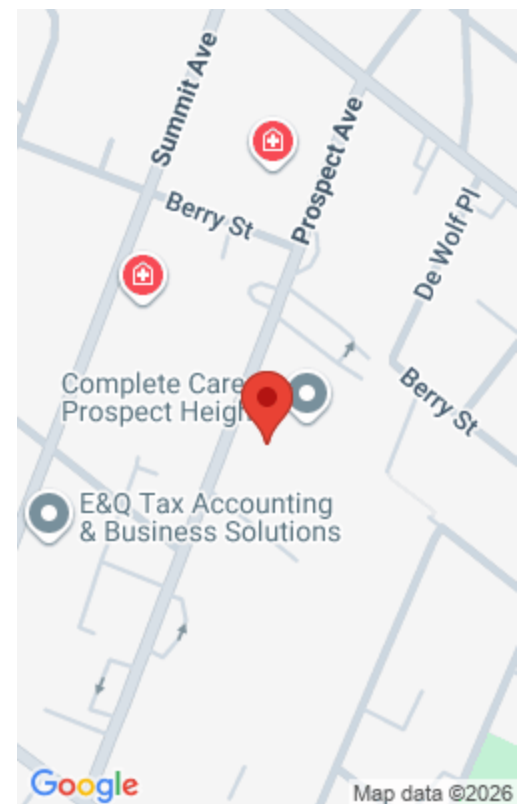 Summit Ave
Prospect Ave
Berry St
De Wolf Pl
Complete Care
Prospect Heigh
Berry St
E&Q Tax Accounting
& Business Solutions
Google
Map data ©2026